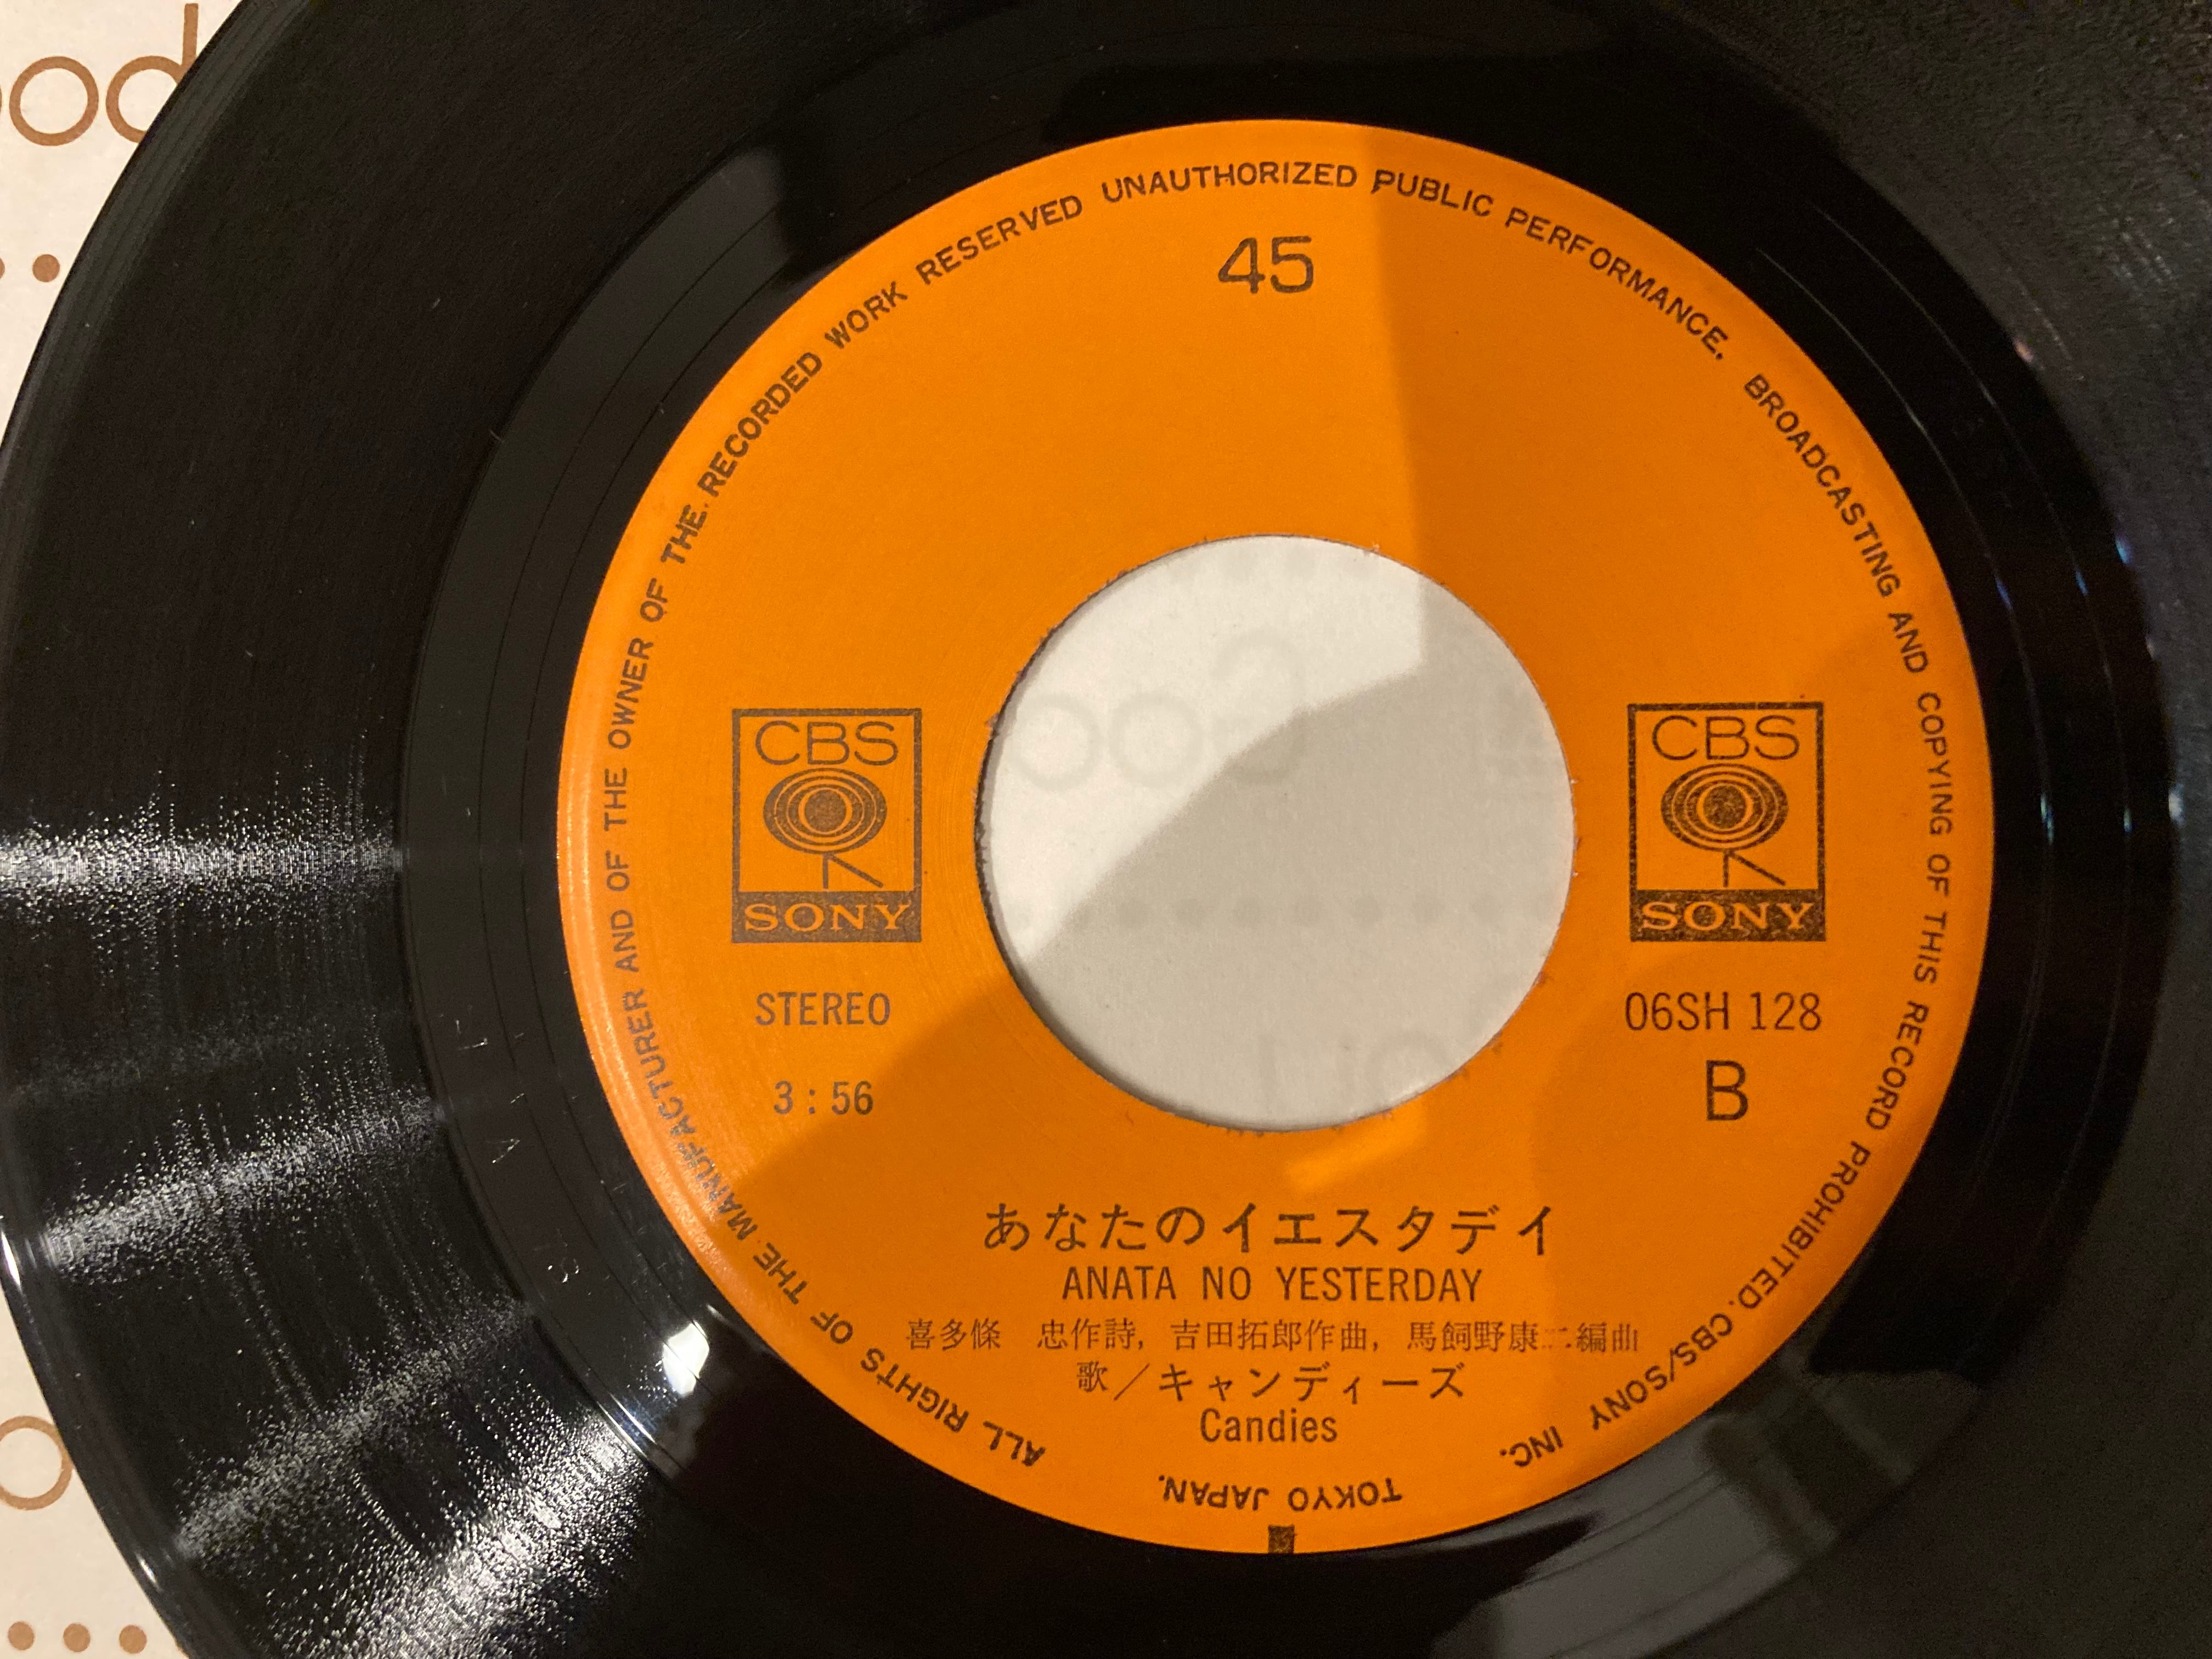 45
CBS
SONY
CBS
SONY
STEREO
06SH 128
3:56
B
あなたのイエスタデイ
ANATA NO YESTERDAY
喜多條 忠作詩, 吉田拓郎作曲, 馬飼野康二編曲
歌/キャンディーズ
Candies
ALL RIGHTS OF THE MANUFACTURER AND OF THE OWNER OF THE RECORDED WORK RESERVED UNAUTHORIZED PUBLIC PERFORMANCE. BROADCASTING AND COPYING OF THIS RECORD PROHIBITED. CBS/SONY INC. TOKYO JAPAN.